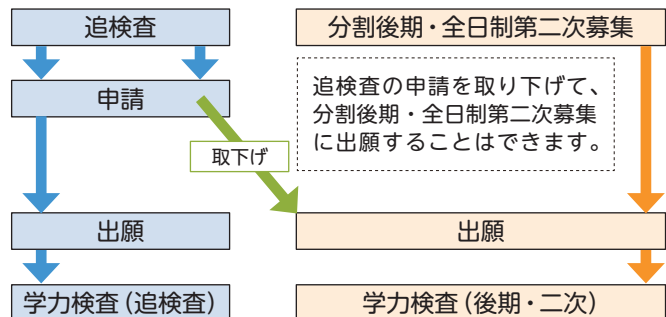 追検査
分割後期・全日制第二次募集
申請
追検査の申請を取り下げて、
分割後期・全日制第二次募集
に出願することはできます。
取下げ
出願
出願
学力検査(追検査)
学力検査(後期・二次)